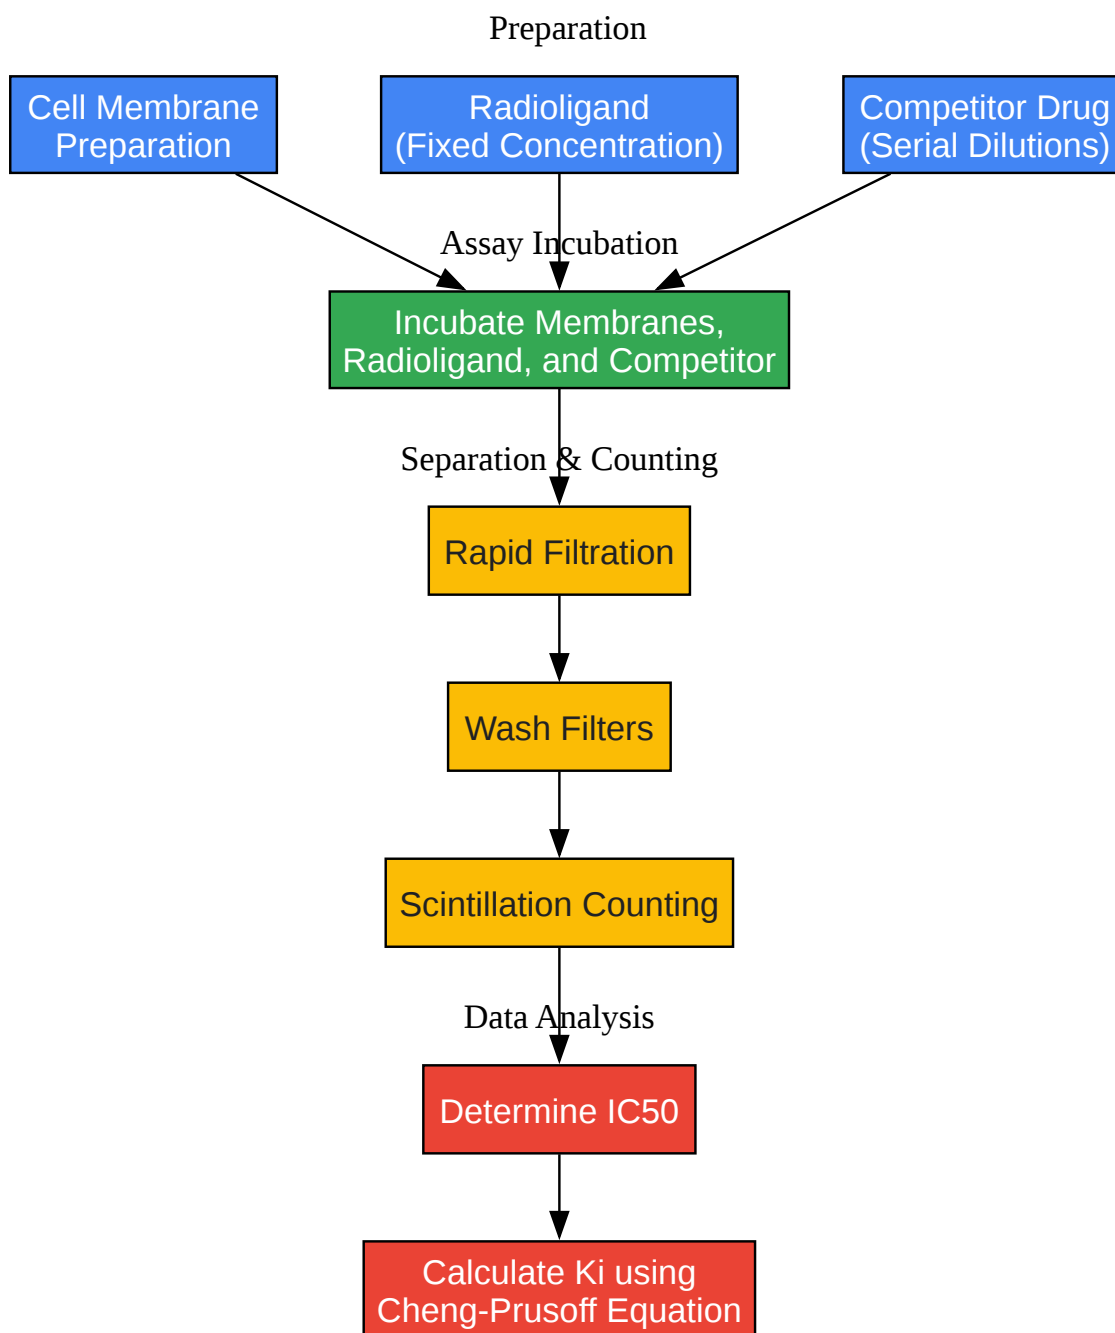 Preparation
Cell Membrane
Preparation
Radioligand
(Fixed Concentration)
Competitor Drug
(Serial Dilutions)
Assay Incubation
Incubate Membranes,
Radioligand, and Competitor
Separation & Counting
Rapid Filtration
Wash Filters
Scintillation Counting
Data Analysis
Determine IC50
Calculate Ki using
Cheng-Prusoff Equation